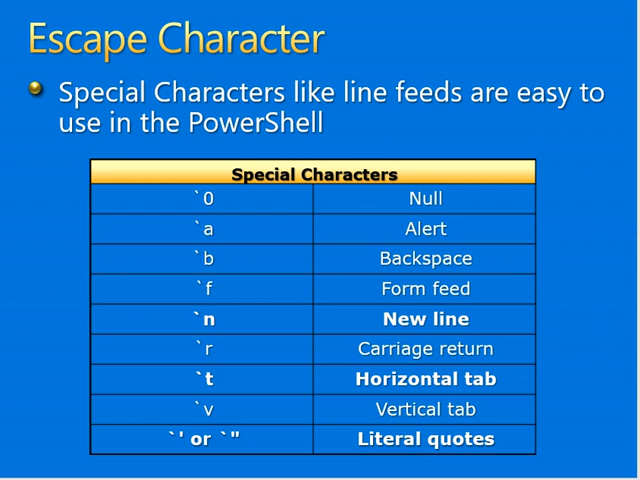 Escape Character
Special Characters like line feeds are easy to
use in the PowerShell
Special Characters
`0 Null
`a Alert
`b Backspace
`f Form feed
`n New line
`r Carriage return
`t Horizontal tab
`v Vertical tab
`' or `" Literal quotes